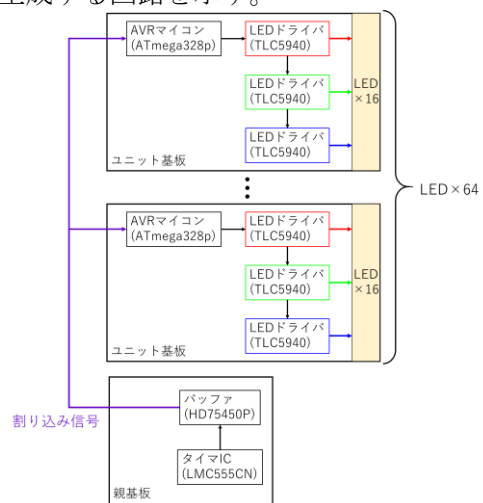 生成する回路を示す。
AVRマイコン
(ATmega328p)
LEDドライバ
(TLC5940)
LEDドライバ
(TLC5940)
LEDドライバ
(TLC5940)
LED
×16
ユニット基板
LED×64
AVRマイコン
(ATmega328p)
LEDドライバ
(TLC5940)
LEDドライバ
(TLC5940)
LEDドライバ
(TLC5940)
LED
×16
ユニット基板
割り込み信号
バッファ
(HD75450P)
タイマIC
(LMC555CN)
親基板